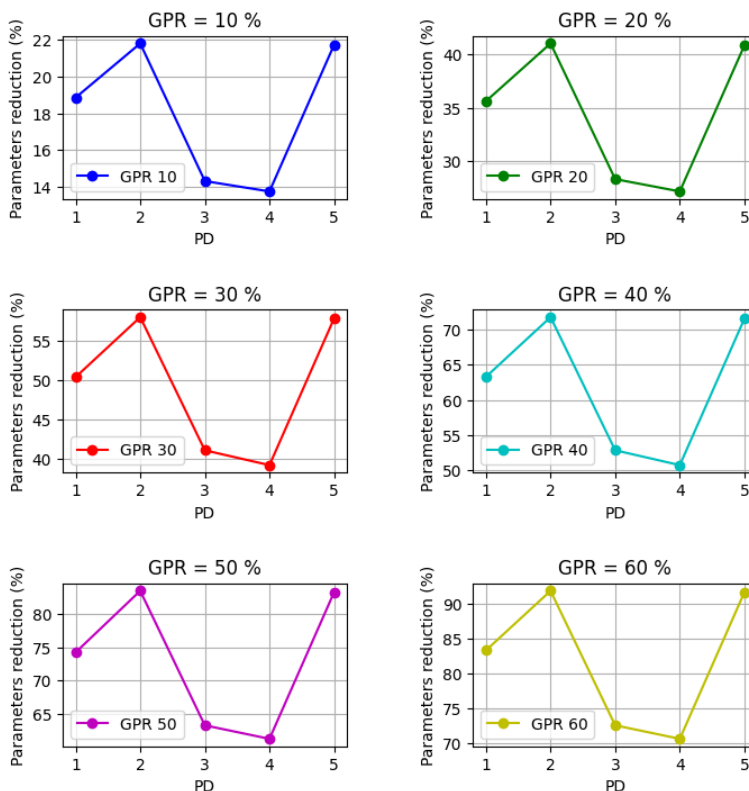 GPR = 10 %
Parameters reduction (%)
22
20
18
16
14
GPR 10
1 2 3 4 5
PD
GPR = 20 %
Parameters reduction (%)
40
35
30
GPR 20
1 2 3 4 5
PD
GPR = 30 %
Parameters reduction (%)
55
50
45
40
GPR 30
1 2 3 4 5
PD
GPR = 40 %
Parameters reduction (%)
70
65
60
55
50
GPR 40
1 2 3 4 5
PD
GPR = 50 %
Parameters reduction (%)
80
75
70
65
GPR 50
1 2 3 4 5
PD
GPR = 60 %
Parameters reduction (%)
90
85
80
75
70
GPR 60
1 2 3 4 5
PD